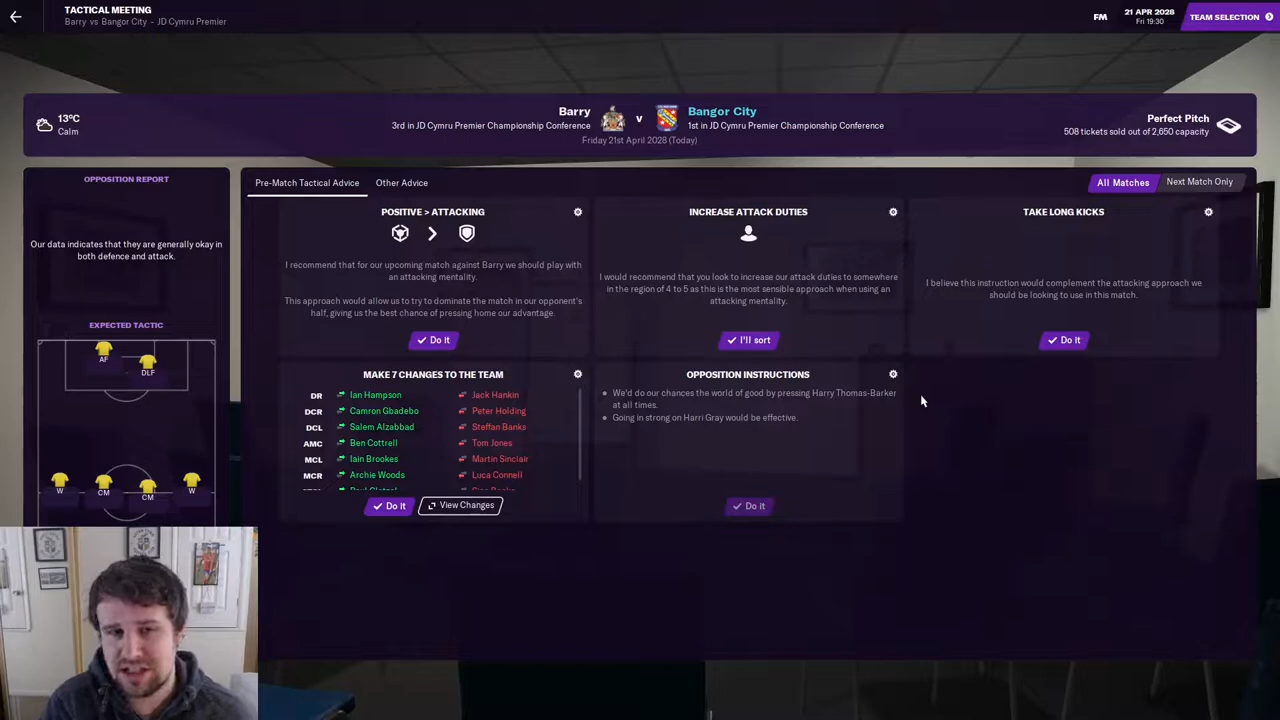 TACTICAL MEETING
Barry vs Bangor City - JD Cymru Premier
FM
21 APR 2028
Fri 19:30
TEAM SELECTION
13°C
Calm
Barry
v
Bangor City
3rd in JD Cymru Premier Championship Conference
1st in JD Cymru Premier Championship Conference
Friday 21st April 2028 (Today)
Perfect Pitch
508 tickets sold out of 2,650 capacity
OPPOSITION REPORT
Our data indicates that they are generally okay in
both defence and attack.
EXPECTED TACTIC
AF
DLF
W
CM
CM
W
Pre-Match Tactical Advice
Other Advice
All Matches
Next Match Only
POSITIVE > ATTACKING
I recommend that for our upcoming match against Barry we should play with
an attacking mentality.
This approach would allow us to try to dominate the match in our opponent's
half, giving us the best chance of pressing home our advantage.
Do it
INCREASE ATTACK DUTIES
I would recommend that you look to increase our attack duties to somewhere
in the region of 4 to 5 as this is the most sensible approach when using an
attacking mentality.
I'll sort
TAKE LONG KICKS
I believe this instruction would complement the attacking approach we
should be looking to use in this match.
Do it
MAKE 7 CHANGES TO THE TEAM
DR Ian Hampson Jack Hankin
DCR Camron Gbadebo Peter Holding
DCL Salem Alzabbad Steffan Banks
AMC Ben Cottrell Tom Jones
MCL Iain Brookes Martin Sinclair
MCR Archie Woods Luca Connell
Do it
View Changes
OPPOSITION INSTRUCTIONS
We'd do our chances the world of good by pressing Harry Thomas-Barker
at all times.
Going in strong on Harri Gray would be effective.
Do it